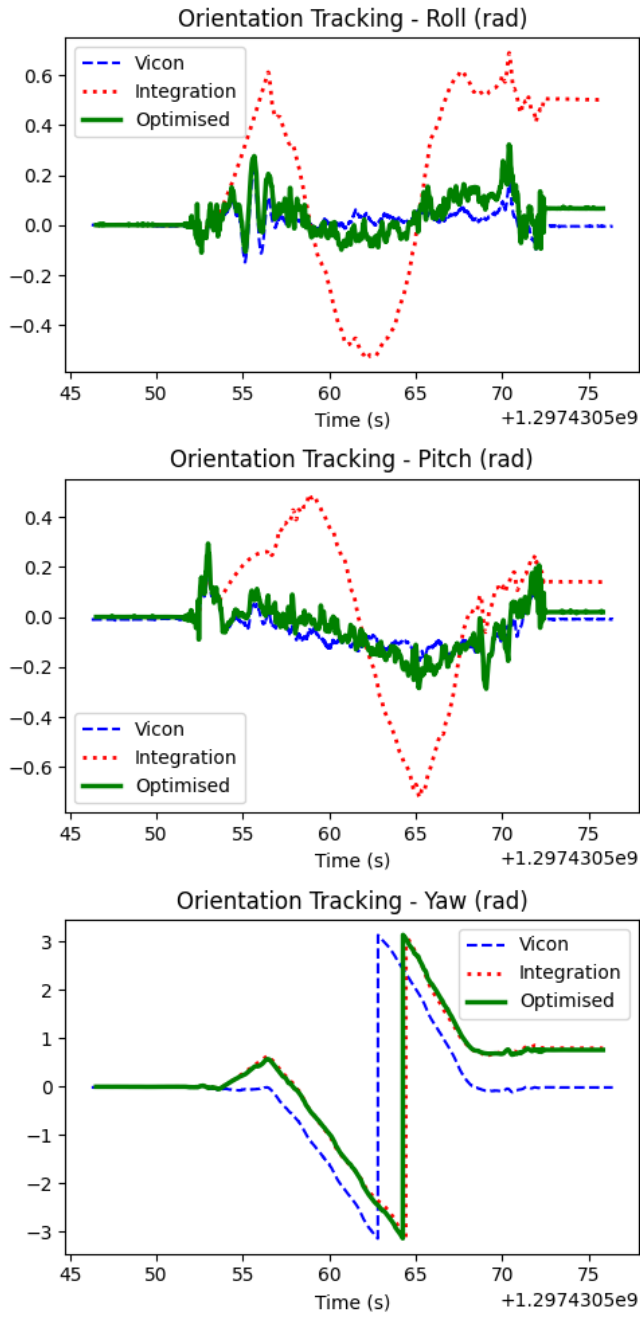 Orientation Tracking - Roll (rad)
Vicon
Integration
Optimised
0.6
0.4
0.2
0.0
−0.2
−0.4
45 50 55 60 65 70 75
Time (s)
+1.2974305e9
Orientation Tracking - Pitch (rad)
0.4
0.2
0.0
−0.2
−0.4
−0.6
Vicon
Integration
Optimised
45 50 55 60 65 70 75
Time (s)
+1.2974305e9
Orientation Tracking - Yaw (rad)
Vicon
Integration
Optimised
3
2
1
0
−1
−2
−3
45 50 55 60 65 70 75
Time (s)
+1.2974305e9